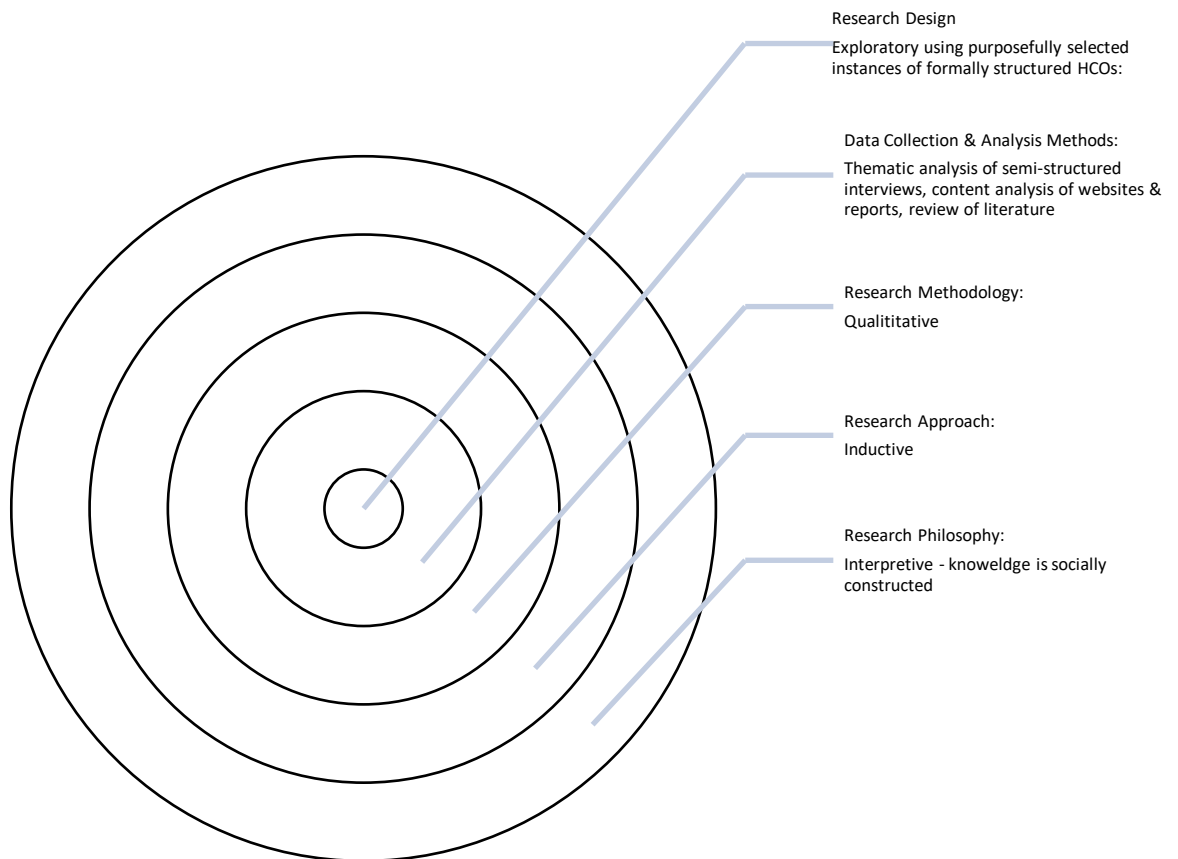 Research Design
Exploratory using purposefully selected
instances of formally structured HCOs:
Data Collection & Analysis Methods:
Thematic analysis of semi-structured
interviews, content analysis of websites &
reports, review of literature
Research Methodology:
Qualititative
Research Approach:
Inductive
Research Philosophy:
Interpretive - knoweldge is socially
constructed